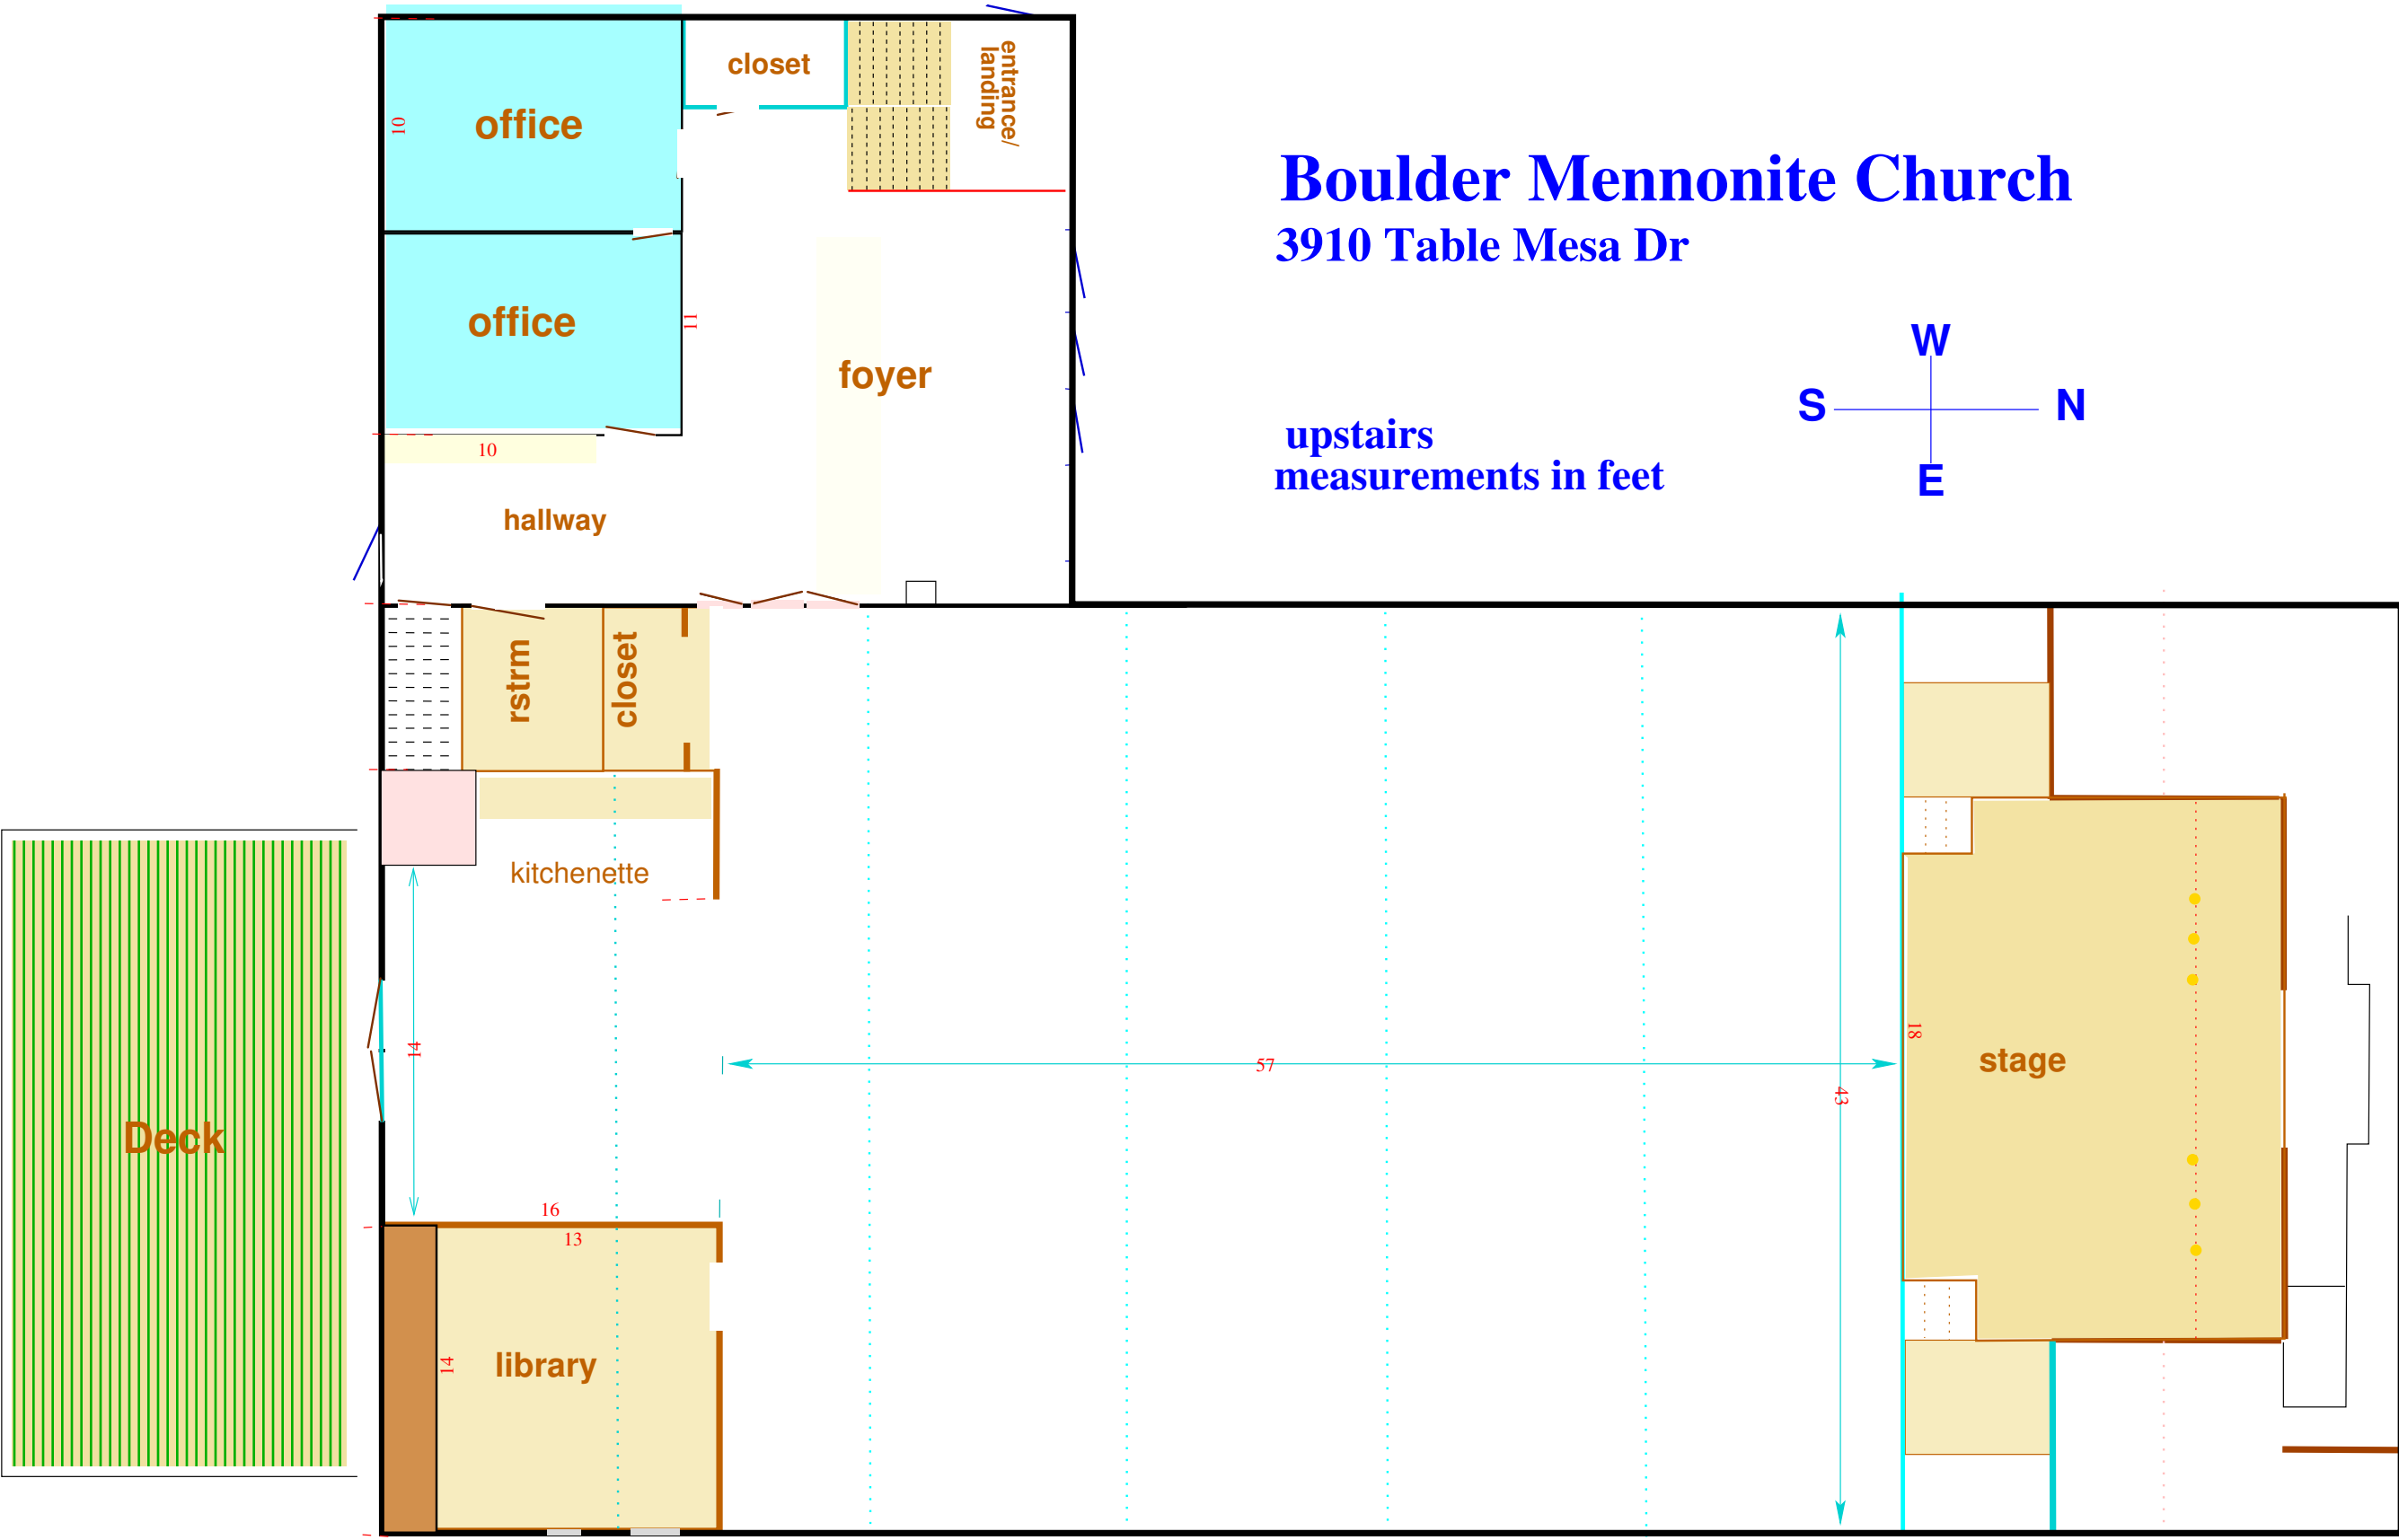 closet
entrance/
landing
office
10
Boulder Mennonite Church
3910 Table Mesa Dr
office
11
foyer
W
S
N
E
upstairs
measurements in feet
10
hallway
rstrm
closet
kitchenette
14
57
18
stage
43
Deck
16
13
library
14